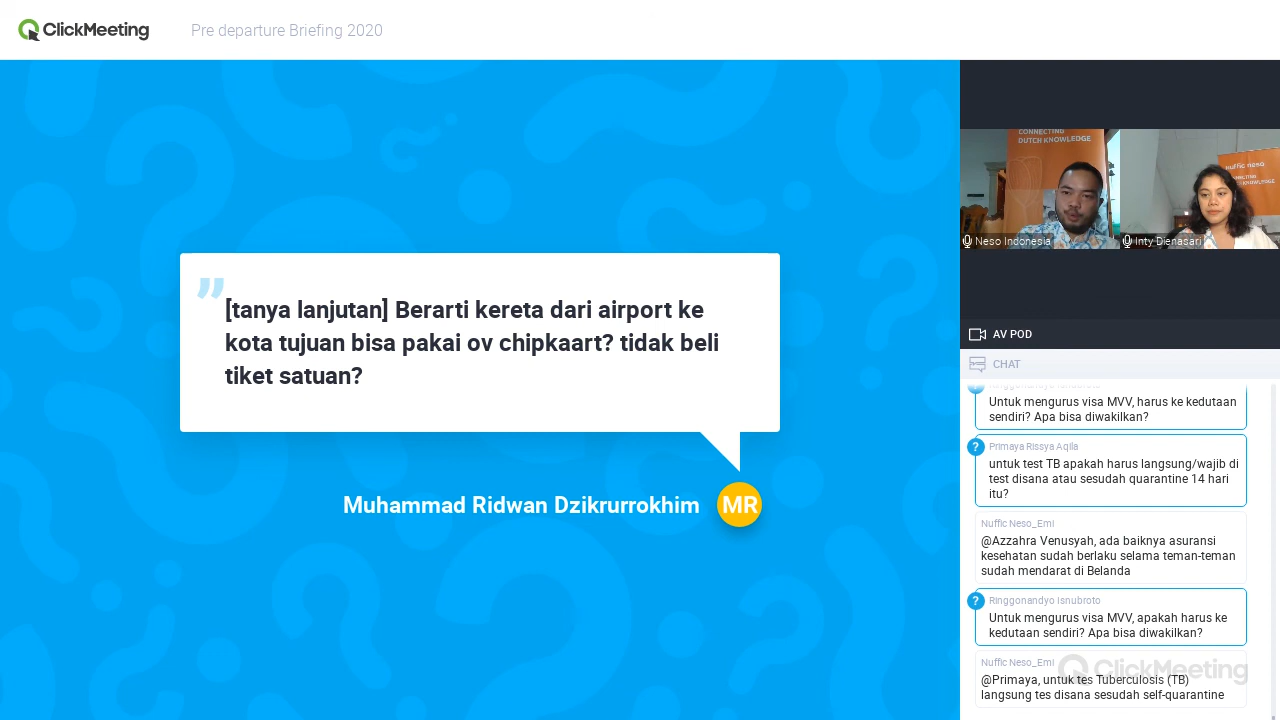 ClickMeeting
Pre departure Briefing 2020
CONNECTING
DUTCH KNOWLEDGE
nuffic neso
CONNECTING
KNOWLEDGE
Neso Indonesia
Inty Dienasari
[tanya lanjutan] Berarti kereta dari airport ke
kota tujuan bisa pakai ov chipkaart? tidak beli
tiket satuan?
Muhammad Ridwan Dzikrurrokhim
MR
AV POD
CHAT
Untuk mengurus visa MVV, harus ke kedutaan
sendiri? Apa bisa diwakilkan?
?
Primaya Rissya Aqila
untuk test TB apakah harus langsung/wajib di
test disana atau sesudah quarantine 14 hari
itu?
Nuffic Neso_Emi
@Azzahra Venusyah, ada baiknya asuransi
kesehatan sudah berlaku selama teman-teman
sudah mendarat di Belanda
?
Ringgonandyo Isnubroto
Untuk mengurus visa MVV, apakah harus ke
kedutaan sendiri? Apa bisa diwakilkan?
Nuffic Neso_Emi
@Primaya, untuk tes Tuberculosis (TB)
langsung tes disana sesudah self-quarantine
ClickMeeting